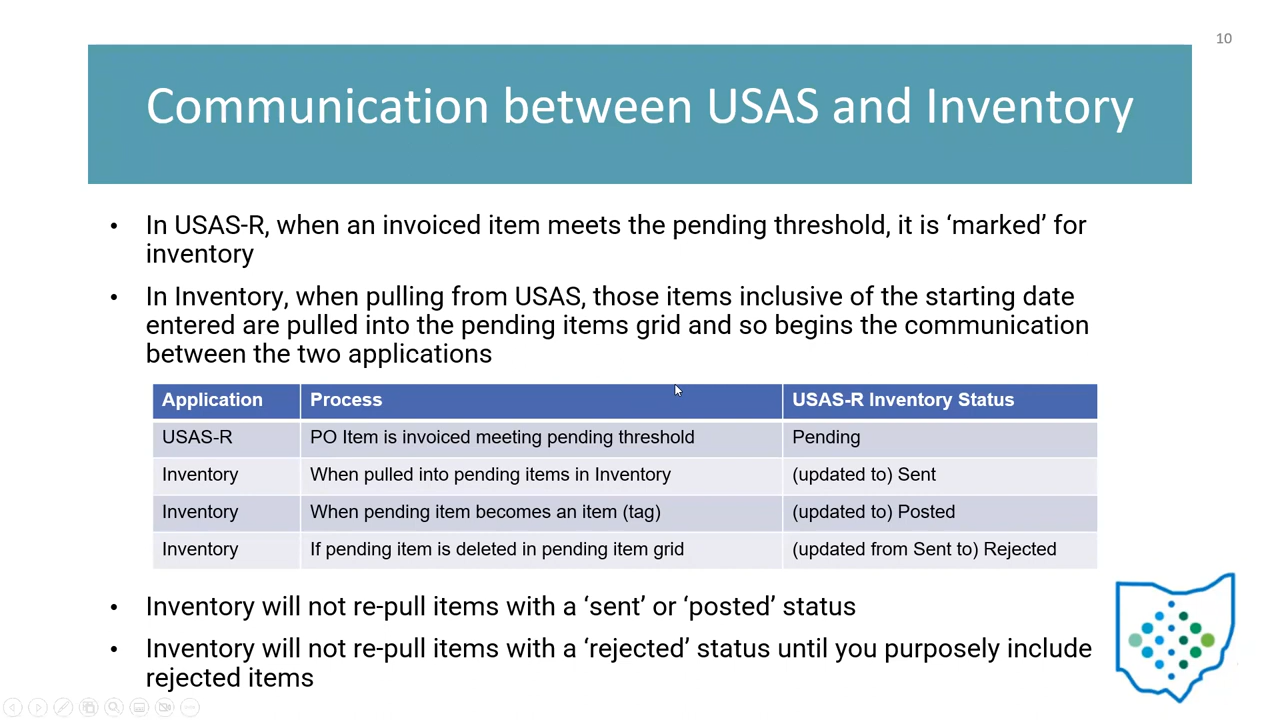 10
Communication between USAS and Inventory
• In USAS-R, when an invoiced item meets the pending threshold, it is ‘marked’ for
inventory
• In Inventory, when pulling from USAS, those items inclusive of the starting date
entered are pulled into the pending items grid and so begins the communication
between the two applications
Application Process USAS-R Inventory Status
USAS-R PO Item is invoiced meeting pending threshold Pending
Inventory When pulled into pending items in Inventory (updated to) Sent
Inventory When pending item becomes an item (tag) (updated to) Posted
Inventory If pending item is deleted in pending item grid (updated from Sent to) Rejected
• Inventory will not re-pull items with a ‘sent’ or ‘posted’ status
• Inventory will not re-pull items with a ‘rejected’ status until you purposely include
rejected items